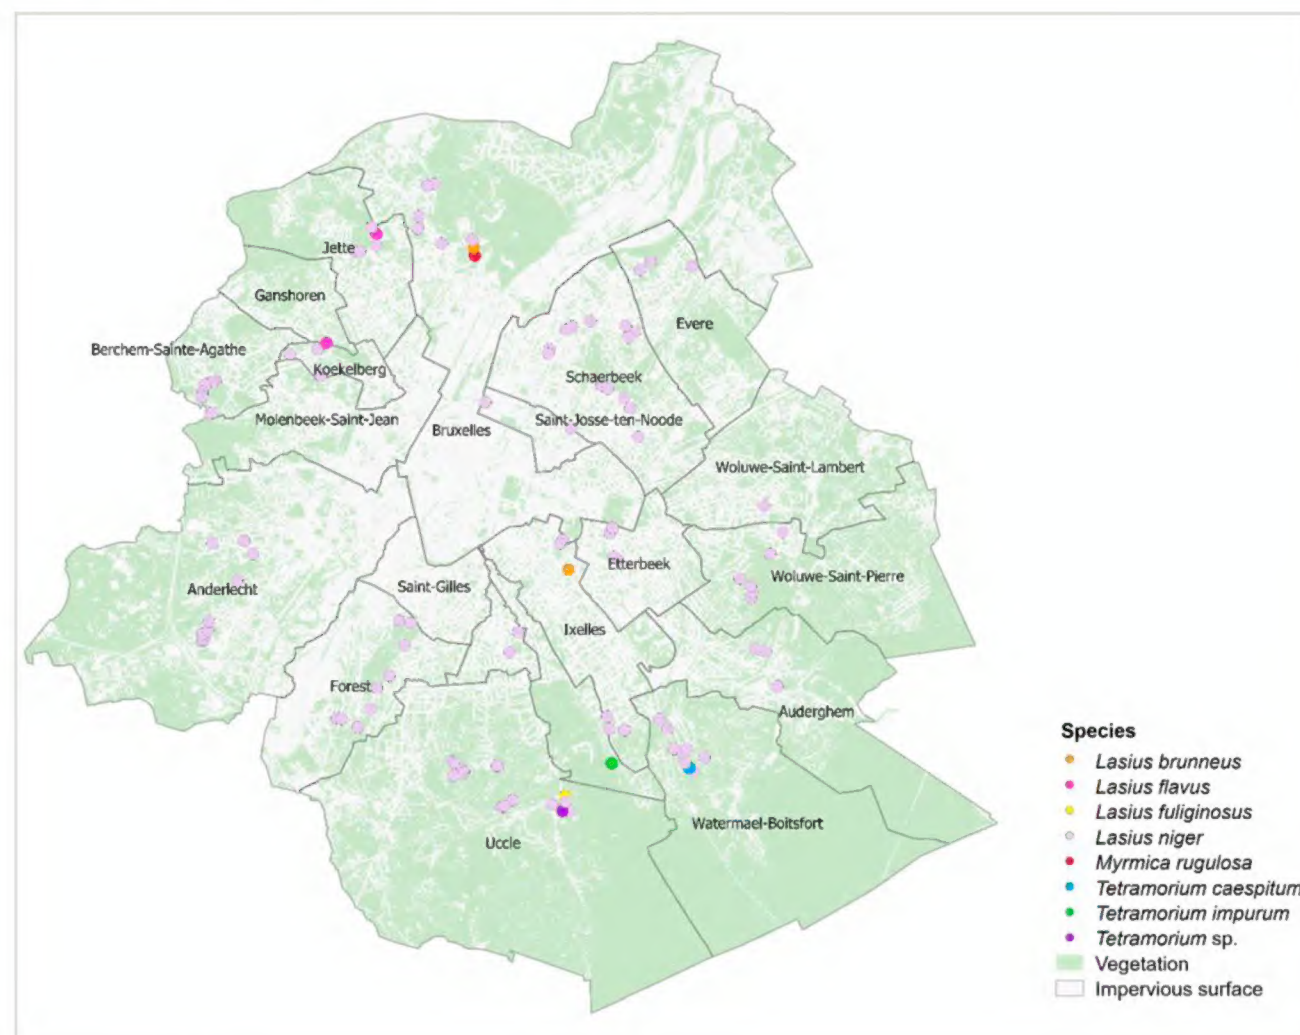 Jette
Ganshoren
Evere
Berchem-Sainte-Agathe
Koekelberg
Schaerbeek
Molenbeek-Saint-Jean
Bruxelles
Saint-Josse-ten-Noode
Woluwe-Saint-Lambert
Etterbeek
Woluwe-Saint-Pierre
Anderlecht
Saint-Gilles
Ixelles
Forest
Auderghem
Watermael-Boitsfort
Uccle
Species
Lasius brunneus
Lasius flavus
Lasius fuliginosus
Lasius niger
Myrmica rugulosa
Tetramorium caespitum
Tetramorium impurum
Tetramorium sp.
Vegetation
Impervious surface